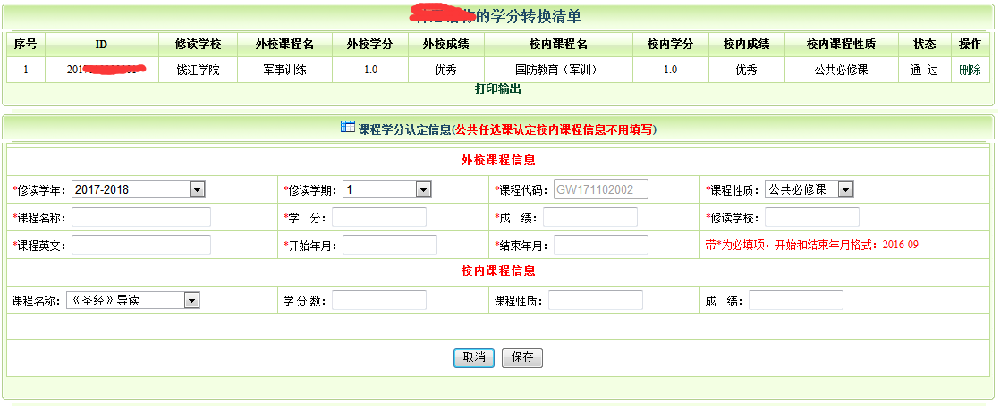 你的学分转换清单
序号 ID 修读学校 外校课程名 外校学分 外校成绩 校内课程名 校内学分 校内成绩 校内课程性质 状态 操作
1 201 钱江学院 军事训练 1.0 优秀 国防教育（军训） 1.0 优秀 公共必修课 通 过 删除
打印输出
课程学分认定信息(公共任选课认定校内课程信息不用填写)
外校课程信息
*修读学年： 2017-2018 *修读学期： 1 *课程代码： GW171102002 *课程性质： 公共必修课
*课程名称： *学 分： *成 绩： *修读学校：
*课程英文： *开始年月： *结束年月： 带*为必填项，开始和结束年月格式：2016-09
校内课程信息
课程名称： 《圣经》导读 学 分 数： 课程性质： 成 绩：
取消 保存